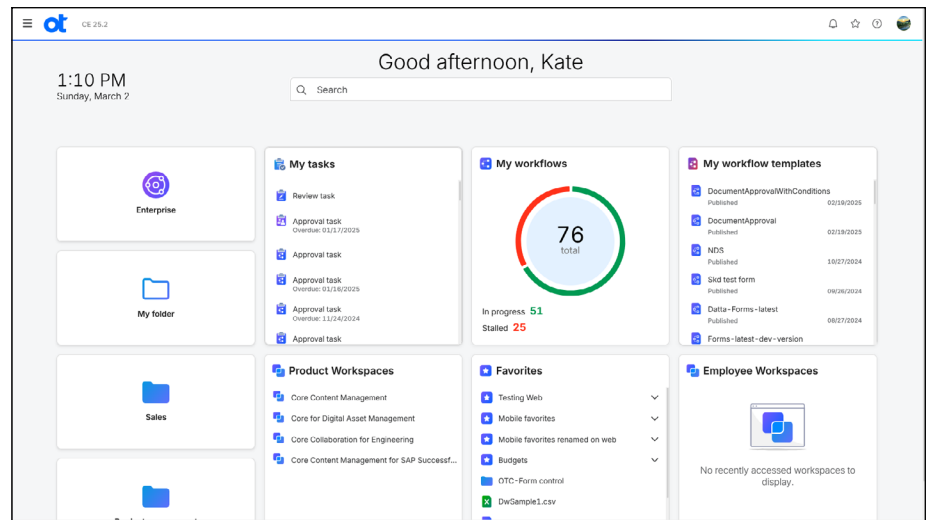 ot
CE 25.2
Good afternoon, Kate
1:10 PM
Sunday, March 2
Search
Enterprise
My folder
Sales
My tasks
Review task
Approval task
Overdue: 01/17/2025
Approval task
Approval task
Overdue: 01/16/2025
Approval task
Overdue: 11/24/2024
Approval task
My workflows
76
total
In progress 51
Stalled 25
My workflow templates
DocumentApprovalWithConditions
Published 02/19/2025
DocumentApproval
Published 02/19/2025
NDS
Published 10/27/2024
Skd test form
Published 09/26/2024
Datta-Forms-latest
Published 08/27/2024
Forms-latest-dev-version
Product Workspaces
Core Content Management
Core for Digital Asset Management
Core Collaboration for Engineering
Core Content Management for SAP Successf...
Favorites
Testing Web
Mobile favorites
Mobile favorites renamed on web
Budgets
OTC-Form control
DwSample1.csv
Employee Workspaces
No recently accessed workspaces to
display.